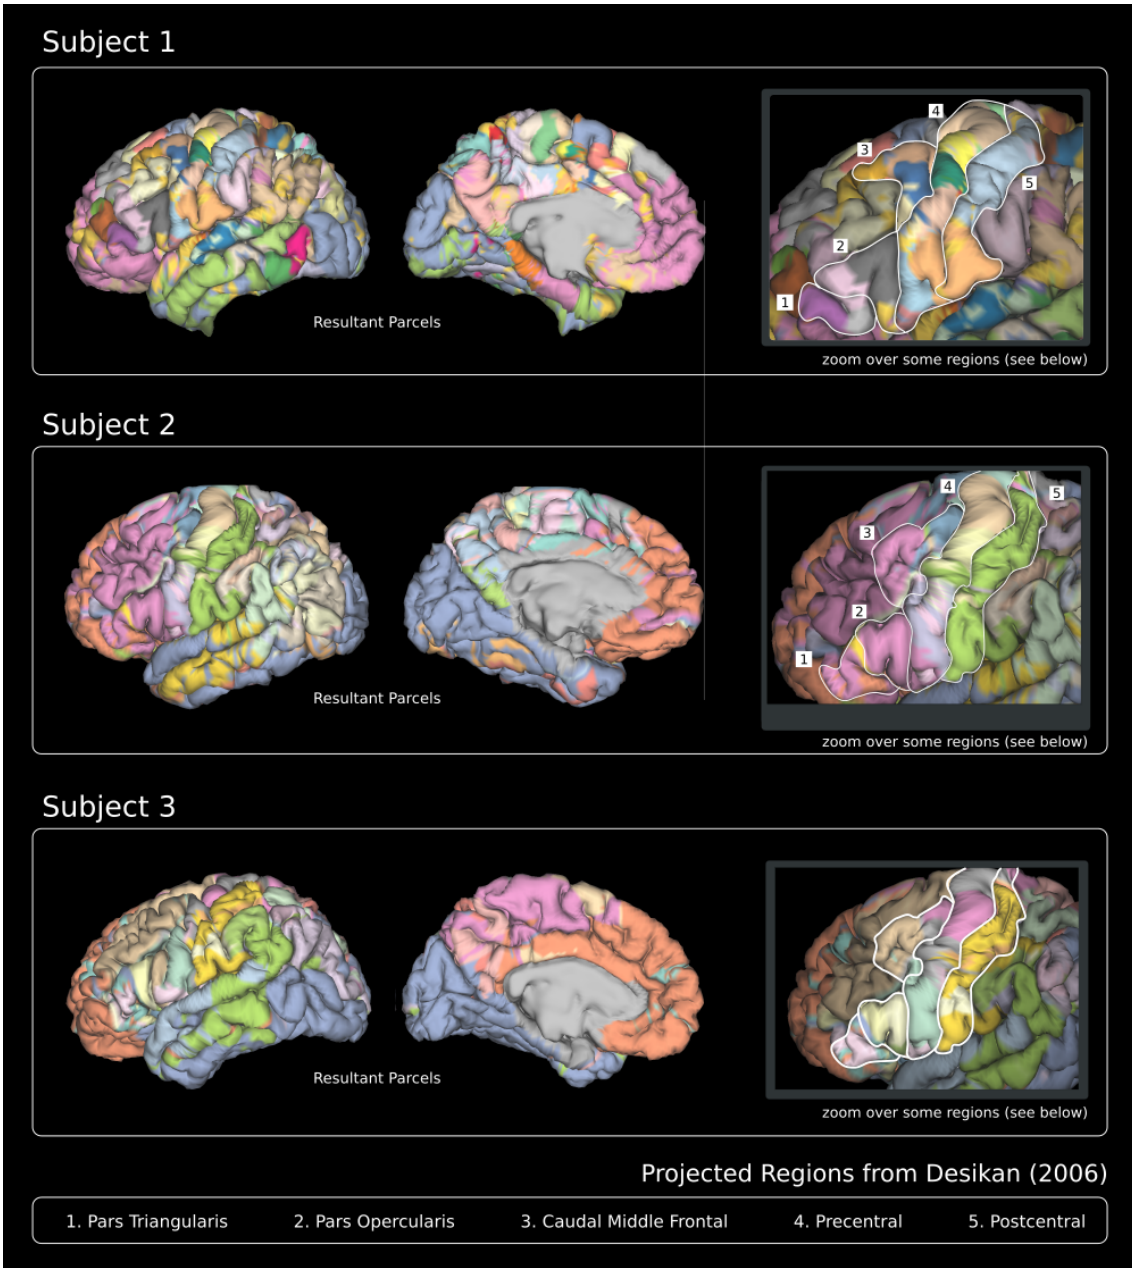 Subject 1
4
3
5
2
1
Resultant Parcels
zoom over some regions (see below)
Subject 2
4
5
3
2
1
Resultant Parcels
zoom over some regions (see below)
Subject 3
Resultant Parcels
zoom over some regions (see below)
Projected Regions from Desikan (2006)
1. Pars Triangularis 2. Pars Opercularis 3. Caudal Middle Frontal 4. Precentral 5. Postcentral